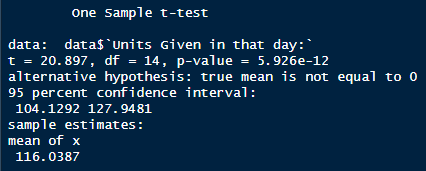 One Sample t-test
data:  data$`Units Given in that day:`
t = 20.897, df = 14, p-value = 5.926e-12
alternative hypothesis: true mean is not equal to 0
95 percent confidence interval:
 104.1292 127.9481
sample estimates:
mean of x
 116.0387